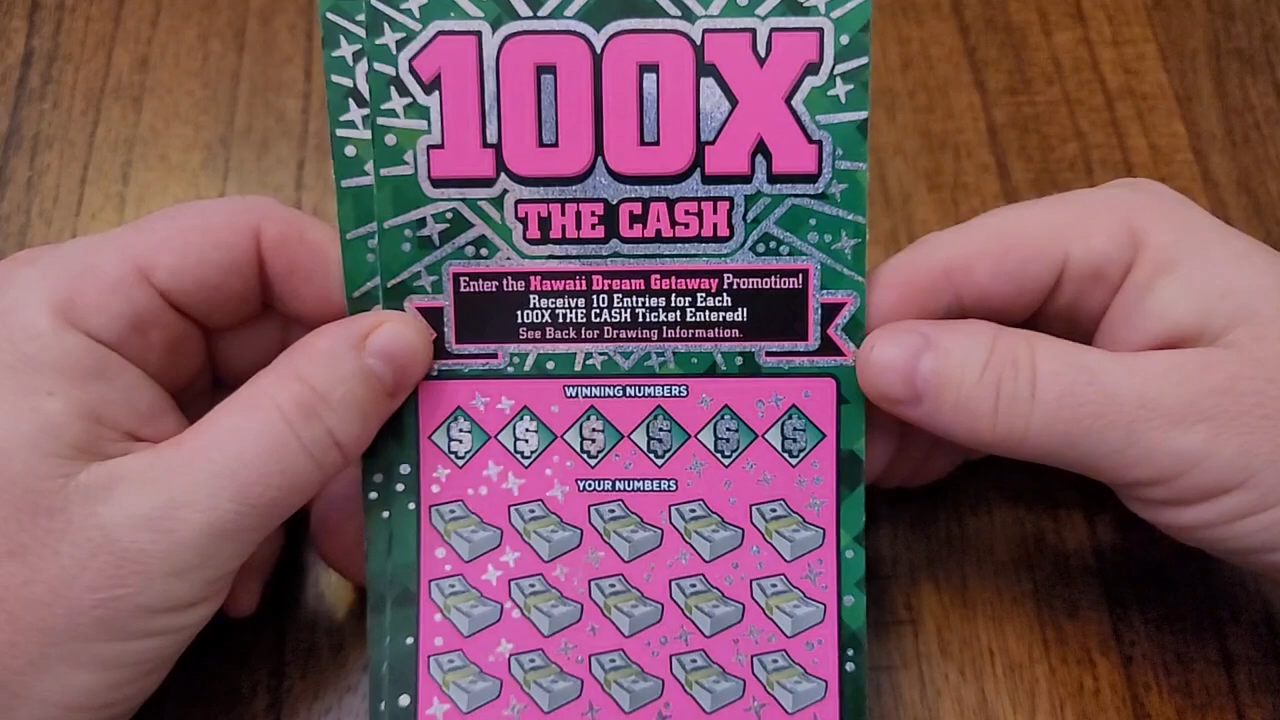 100X
THE CASH
Enter the Hawaii Dream Getaway Promotion!
Receive 10 Entries for Each
100X THE CASH Ticket Entered!
See Back for Drawing Information.
WINNING NUMBERS
$ $ $ $ $ $
YOUR NUMBERS